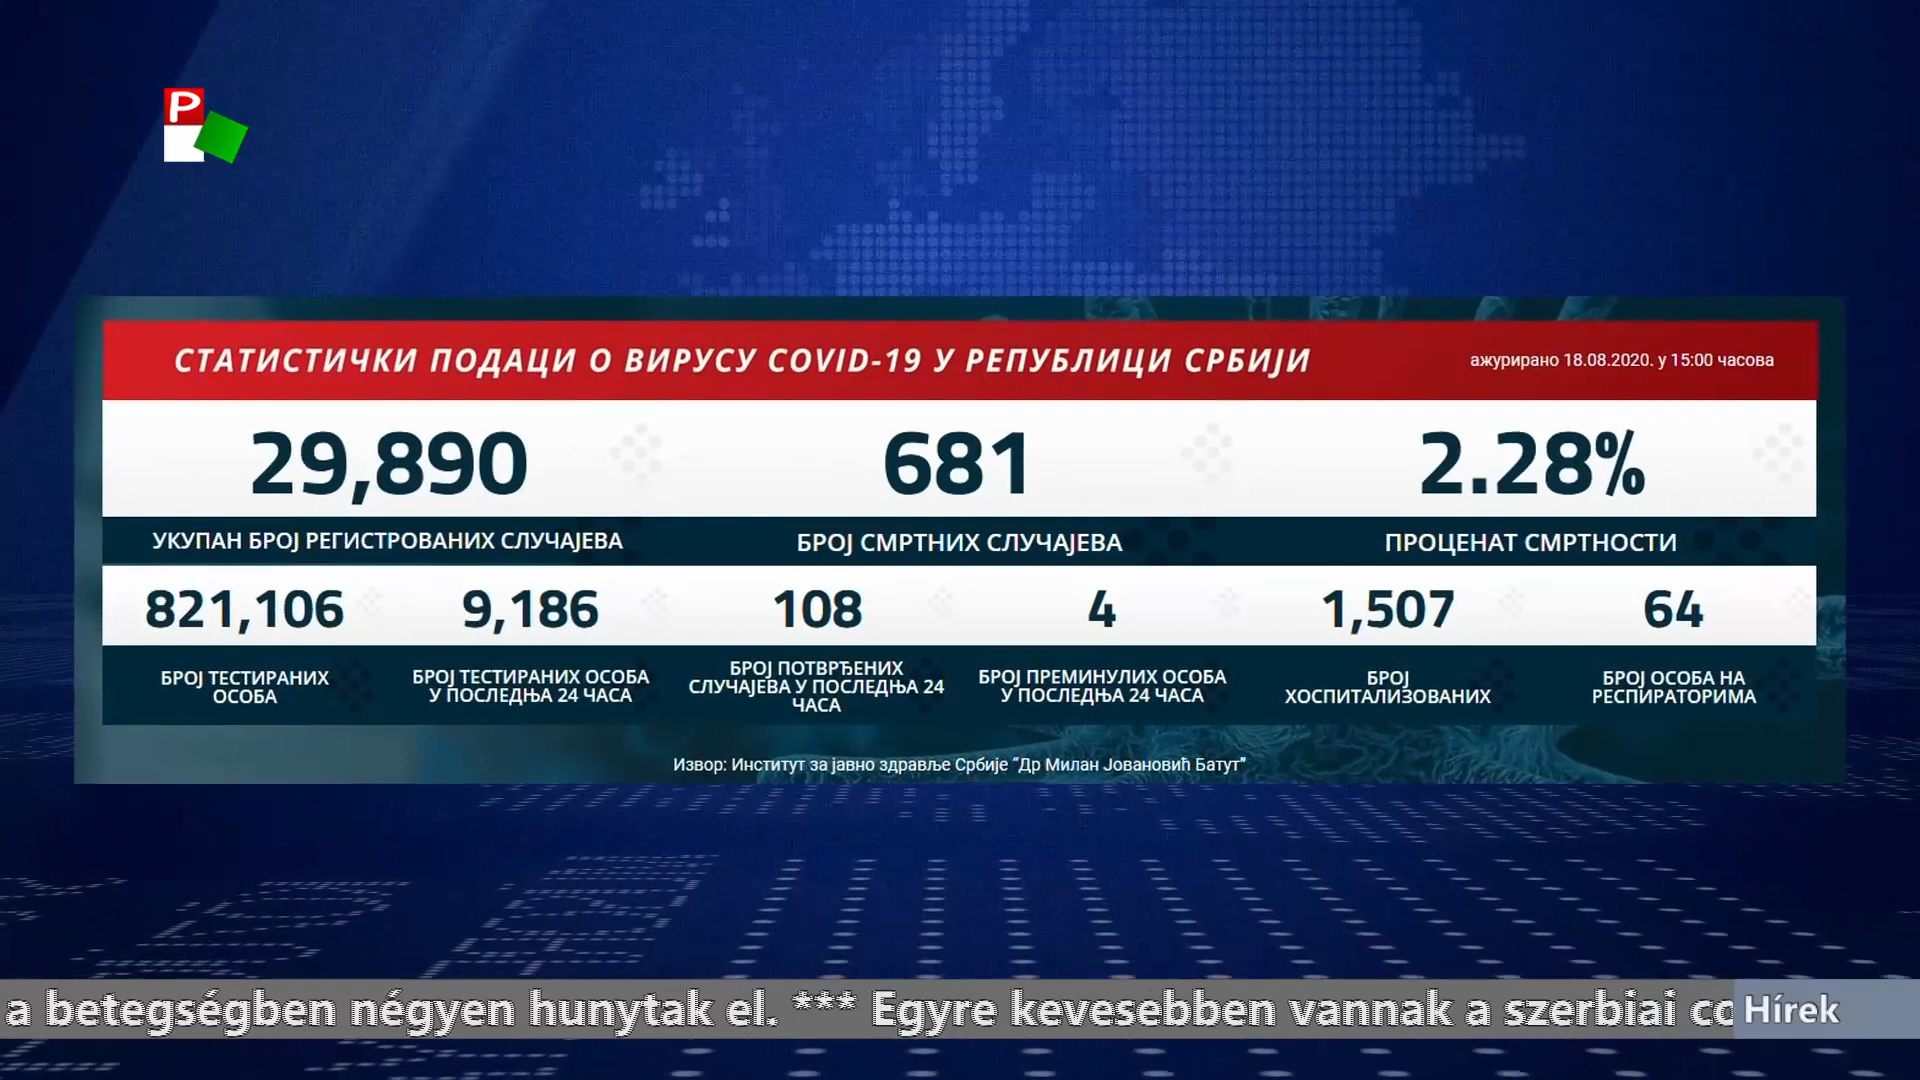 P
СТАТИСТИЧКИ ПОДАЦИ О ВИРУСУ COVID-19 У РЕПУБЛИЦИ СРБИЈИ
ажурирано 18.08.2020. у 15:00 часова
29,890
681
2.28%
УКУПАН БРОЈ РЕГИСТРОВАНИХ СЛУЧАЈЕВА
БРОЈ СМРТНИХ СЛУЧАЈЕВА
ПРОЦЕНАТ СМРТНОСТИ
821,106
9,186
108
4
1,507
64
БРОЈ ТЕСТИРАНИХ
ОСОБА
БРОЈ ТЕСТИРАНИХ ОСОБА
У ПОСЛЕДЊА 24 ЧАСА
БРОЈ ПОТВРЂЕНИХ
СЛУЧАЈЕВА У ПОСЛЕДЊА 24
ЧАСА
БРОЈ ПРЕМИНУЛИХ ОСОБА
У ПОСЛЕДЊА 24 ЧАСА
БРОЈ
ХОСПИТАЛИЗОВАНИХ
БРОЈ ОСОБА НА
РЕСПИРАТОРИМА
Извор: Институт за јавно здравље Србије “Др Милан Јовановић Батут”
a betegségben négyen hunytak el. *** Egyre kevesebben vannak a szerbiai co
Hírek